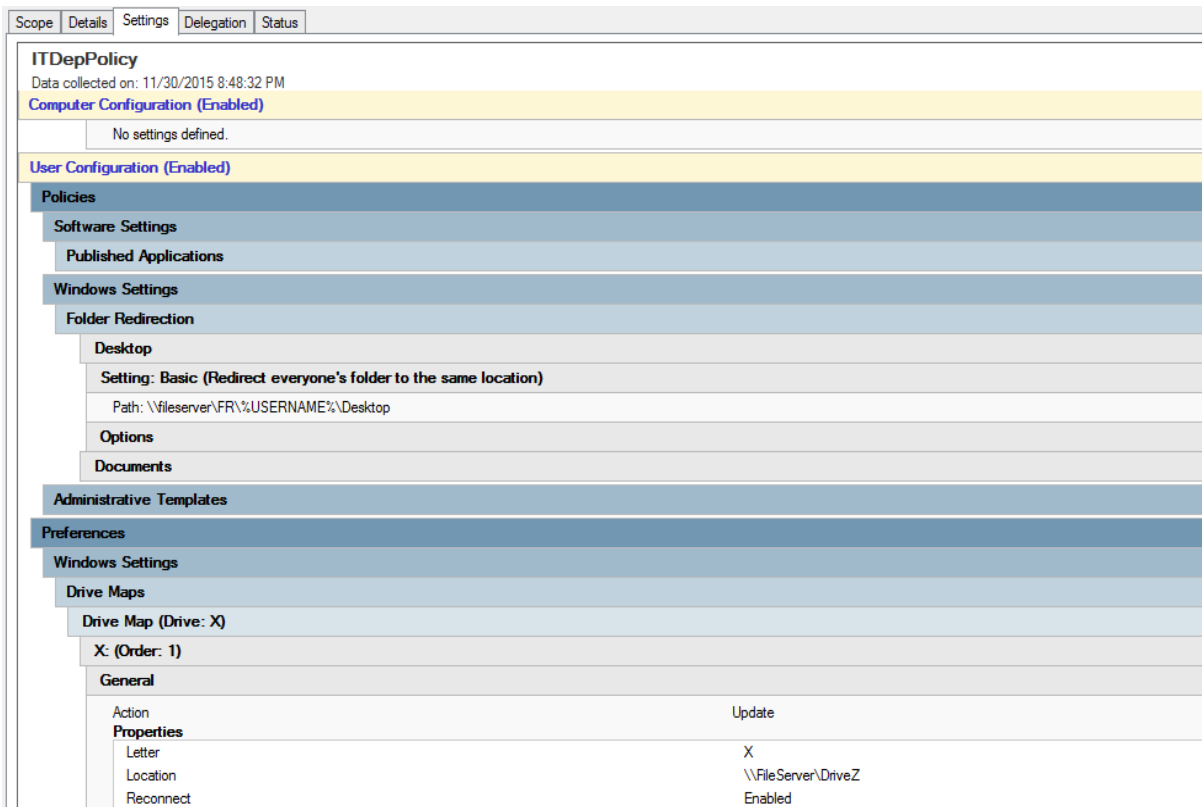 Scope Details Settings Delegation Status
ITDepPolicy
Data collected on: 11/30/2015 8:48:32 PM
Computer Configuration (Enabled)
No settings defined.
User Configuration (Enabled)
Policies
Software Settings
Published Applications
Windows Settings
Folder Redirection
Desktop
Setting: Basic (Redirect everyone's folder to the same location)
Path: \\fileserver\FR\%USERNAME%\Desktop
Options
Documents
Administrative Templates
Preferences
Windows Settings
Drive Maps
Drive Map (Drive: X)
X: (Order: 1)
General
Action Update
Properties
Letter X
Location \\FileServer\DriveZ
Reconnect Enabled